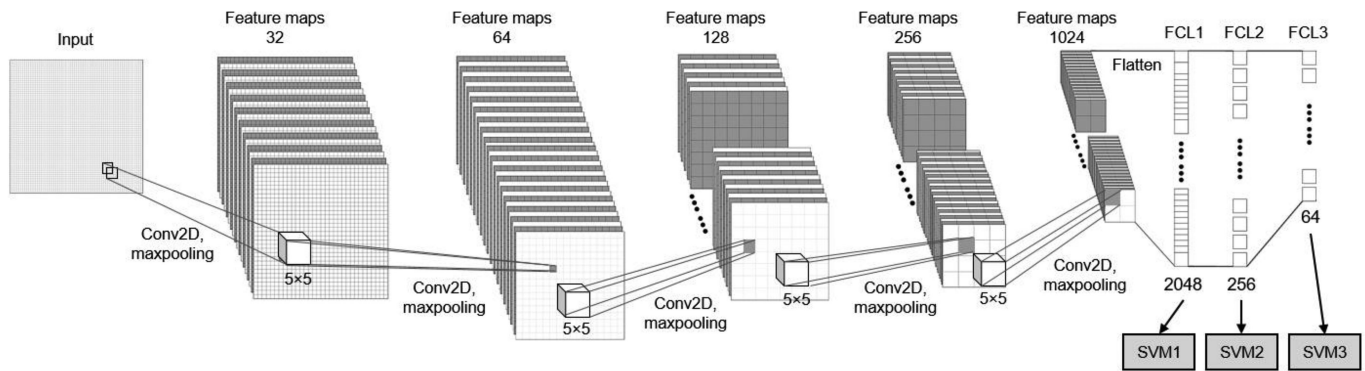 Input
Feature maps
32
Feature maps
64
Feature maps
128
Feature maps
256
Feature maps
1024
FCL1
FCL2
FCL3
Flatten
Conv2D,
maxpooling
5×5
Conv2D,
maxpooling
5×5
Conv2D,
maxpooling
5×5
Conv2D,
maxpooling
5×5
Conv2D,
maxpooling
2048
256
64
SVM1
SVM2
SVM3